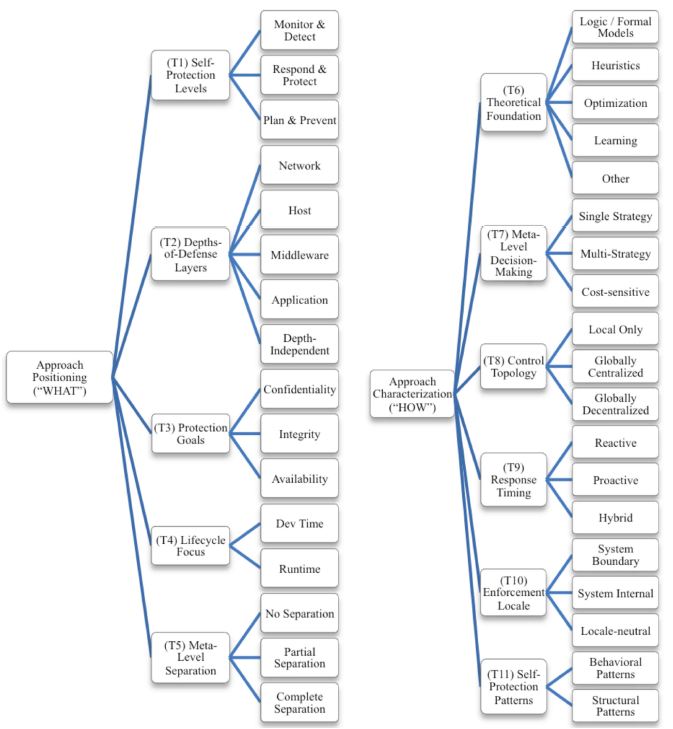 Approach
Positioning
(“WHAT”)
(T1) Self-
Protection
Levels
Monitor &
Detect
Respond &
Protect
Plan & Prevent
(T2) Depths-
of-Defense
Layers
Network
Host
Middleware
Application
Depth-
Independent
(T3) Protection
Goals
Confidentiality
Integrity
Availability
(T4) Lifecycle
Focus
Dev Time
Runtime
(T5) Meta-
Level
Separation
No Separation
Partial
Separation
Complete
Separation
Approach
Characterization
(“HOW”)
(T6)
Theoretical
Foundation
Logic / Formal
Models
Heuristics
Optimization
Learning
Other
(T7) Meta-
Level
Decision-
Making
Single Strategy
Multi-Strategy
Cost-sensitive
(T8) Control
Topology
Local Only
Globally
Centralized
Globally
Decentralized
(T9)
Response
Timing
Reactive
Proactive
Hybrid
(T10)
Enforcement
Locale
System
Boundary
System Internal
Locale-neutral
(T11) Self-
Protection
Patterns
Behavioral
Patterns
Structural
Patterns